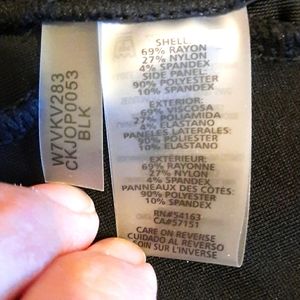 W7VKV283
CKJOP0053
BLK
SHELL:
69% RAYON
27% NYLON
4% SPANDEX
SIDE PANEL:
90% POLYESTER
10% SPANDEX
EXTERIOR:
69% VISCOSA
27% POLIAMIDA
4% ELASTANO
PANELES LATERALES:
90% POLIESTER
10% ELASTANO
EXTÉRIEUR:
69% RAYONNE
27% NYLON
4% SPANDEX
PANNEAUX DES CÔTÉS:
90% POLYESTER
10% SPANDEX
RN#54163
CA#57151
CARE ON REVERSE
CUIDADO AL REVERSO
SOIN SUR L'INVERSE